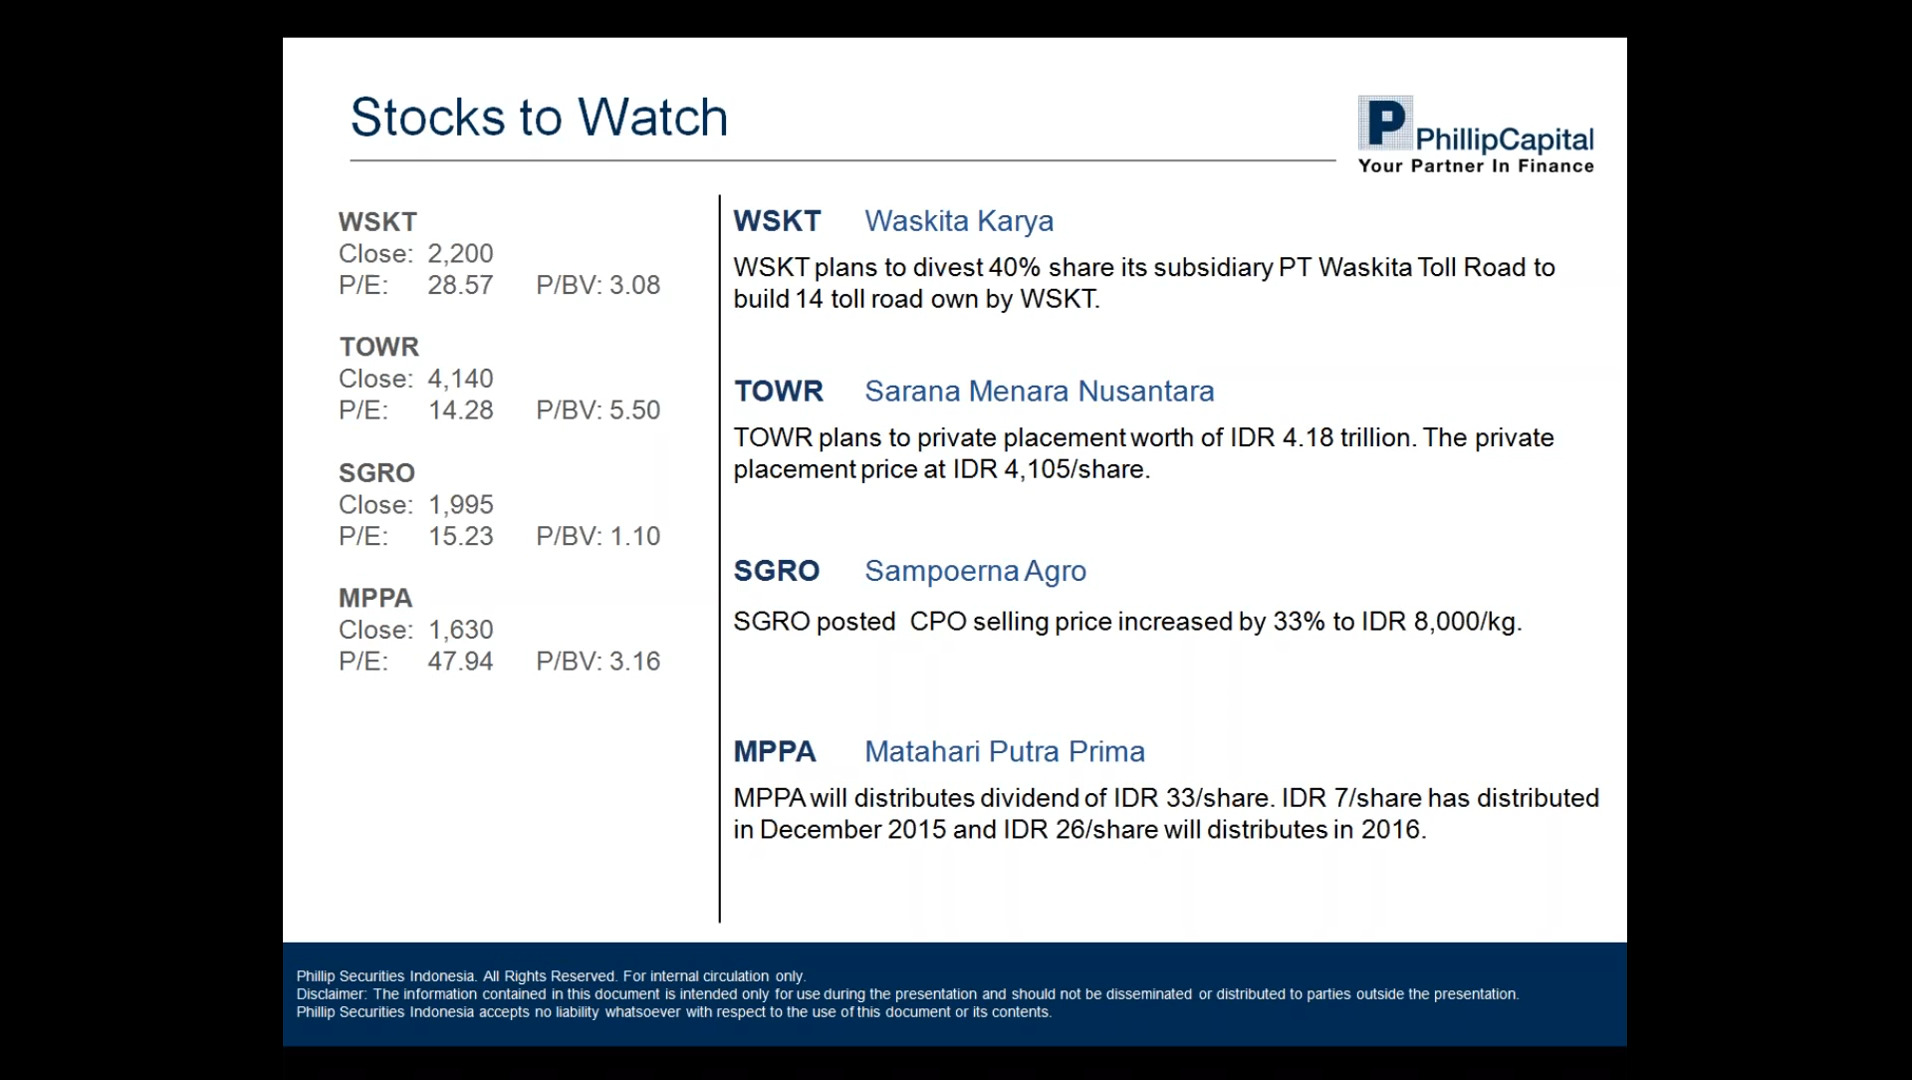 Stocks to Watch
PhillipCapital
Your Partner In Finance
WSKT
Close: 2,200
P/E: 28.57 P/BV: 3.08
TOWR
Close: 4,140
P/E: 14.28 P/BV: 5.50
SGRO
Close: 1,995
P/E: 15.23 P/BV: 1.10
MPPA
Close: 1,630
P/E: 47.94 P/BV: 3.16
WSKT Waskita Karya
WSKT plans to divest 40% share its subsidiary PT Waskita Toll Road to
build 14 toll road own by WSKT.
TOWR Sarana Menara Nusantara
TOWR plans to private placement worth of IDR 4.18 trillion. The private
placement price at IDR 4,105/share.
SGRO Sampoerna Agro
SGRO posted CPO selling price increased by 33% to IDR 8,000/kg.
MPPA Matahari Putra Prima
MPPA will distributes dividend of IDR 33/share. IDR 7/share has distributed
in December 2015 and IDR 26/share will distributes in 2016.
Phillip Securities Indonesia. All Rights Reserved. For internal circulation only.
Disclaimer: The information contained in this document is intended only for use during the presentation and should not be disseminated or distributed to parties outside the presentation.
Phillip Securities Indonesia accepts no liability whatsoever with respect to the use of this document or its contents.